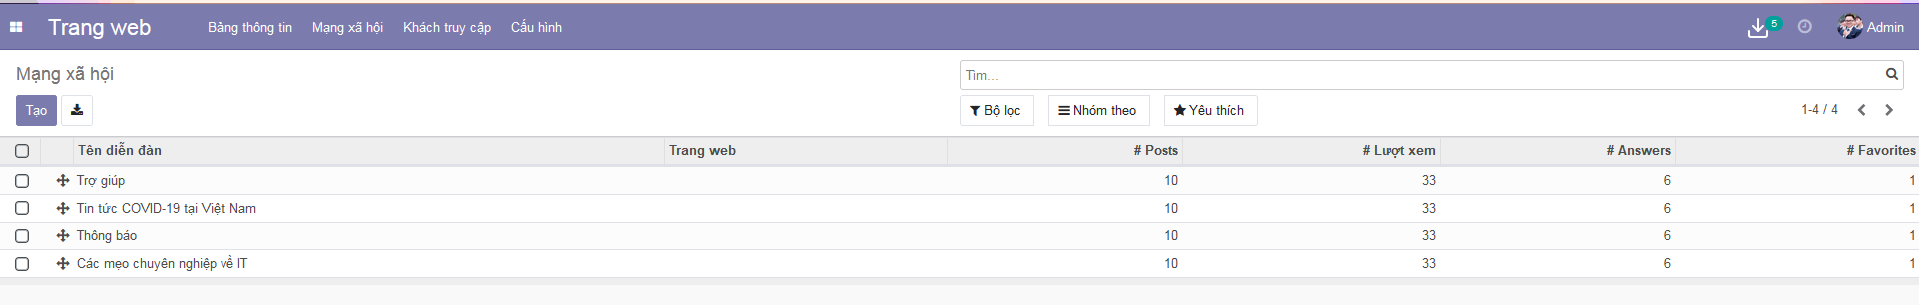 Trang web Bảng thông tin Mạng xã hội Khách truy cập Cấu hình 5 Admin
Mạng xã hội Tìm...
Tạo Bộ lọc Nhóm theo Yêu thích 1-4 / 4
Tên diễn đàn Trang web # Posts # Lượt xem # Answers # Favorites
Trợ giúp 10 33 6 1
Tin tức COVID-19 tại Việt Nam 10 33 6 1
Thông báo 10 33 6 1
Các mẹo chuyên nghiệp về IT 10 33 6 1